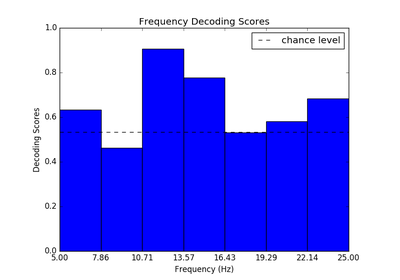 Frequency Decoding Scores
1.0
chance level
0.8
0.6
Decoding Scores
0.4
0.2
0.0
5.00 7.86 10.71 13.57 16.43 19.29 22.14 25.00
Frequency (Hz)